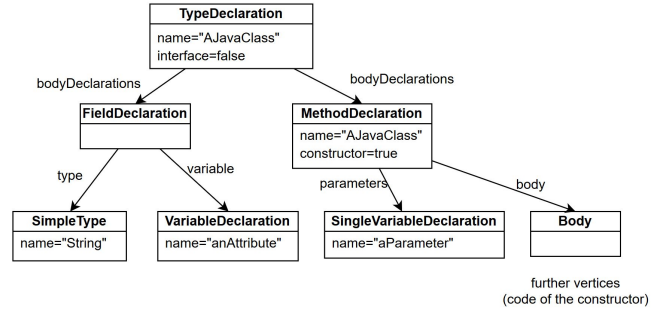 TypeDeclaration
name="AJavaClass"
interface=false
bodyDeclarations
bodyDeclarations
FieldDeclaration
MethodDeclaration
name="AJavaClass"
constructor=true
type
variable
parameters
body
SimpleType
name="String"
VariableDeclaration
name="anAttribute"
SingleVariableDeclaration
name="aParameter"
Body
further vertices
(code of the constructor)